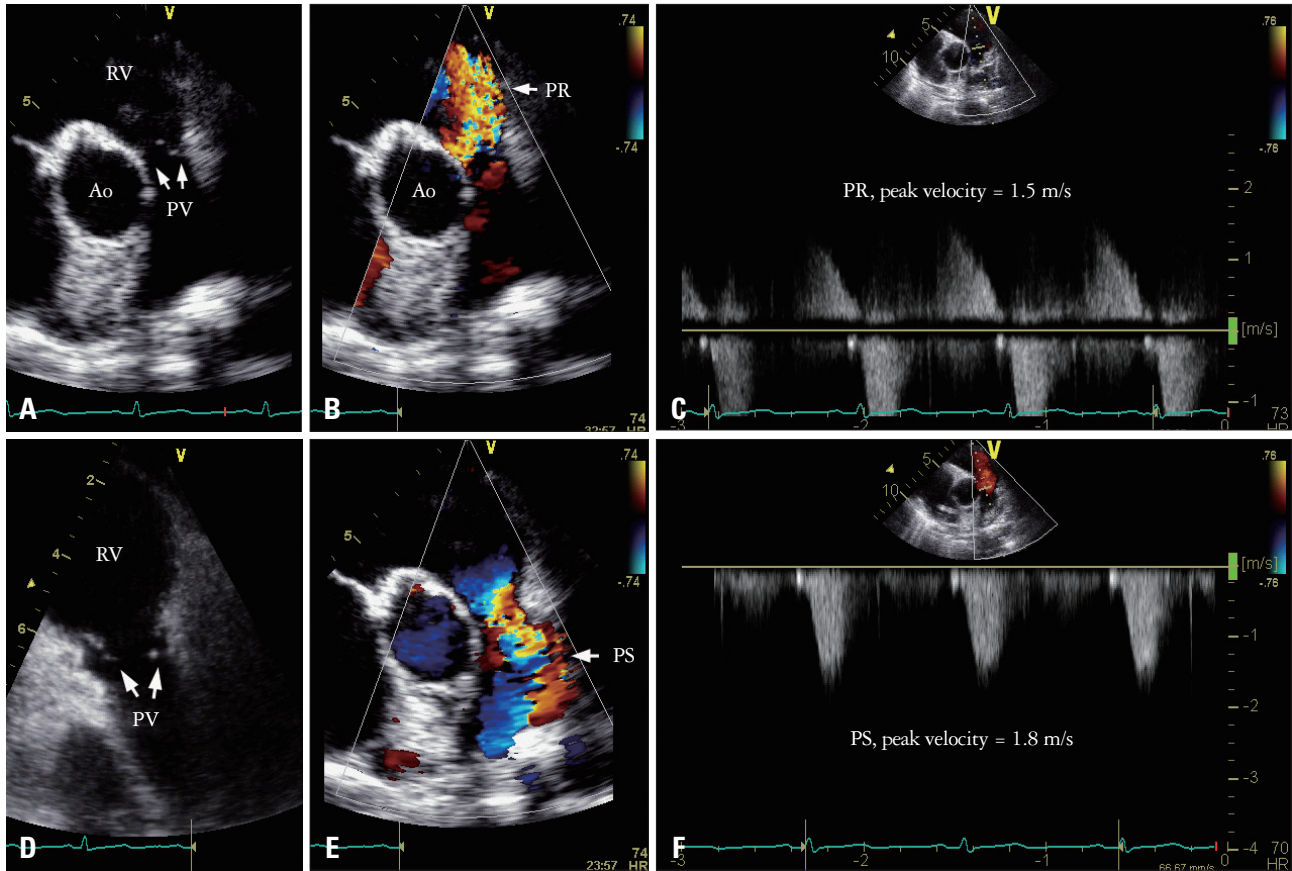 V
RV
5
Ao
PV
A
V
.74
-.74
PR
Ao
B
74
HR
V
.76
-.76
5
10
PR, peak velocity = 1.5 m/s
2
1
[m/s]
-1
C
-3
-2
-1
0
73
HR
V
2
4
6
RV
PV
D
V
.74
-.74
5
PS
E
74
23:57 HR
V
.76
-.76
5
10
[m/s]
-1
-2
-3
-4
PS, peak velocity = 1.8 m/s
F
-3
-2
-1
0
70
66.67 mm/s
HR